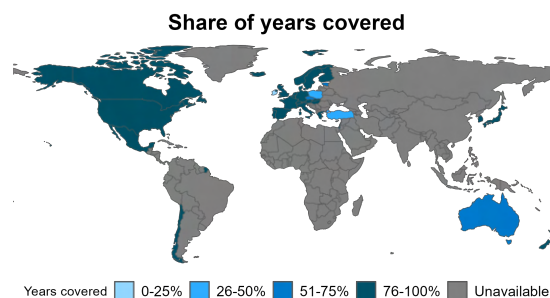 Share of years covered
Years covered 0-25% 26-50% 51-75% 76-100% Unavailable